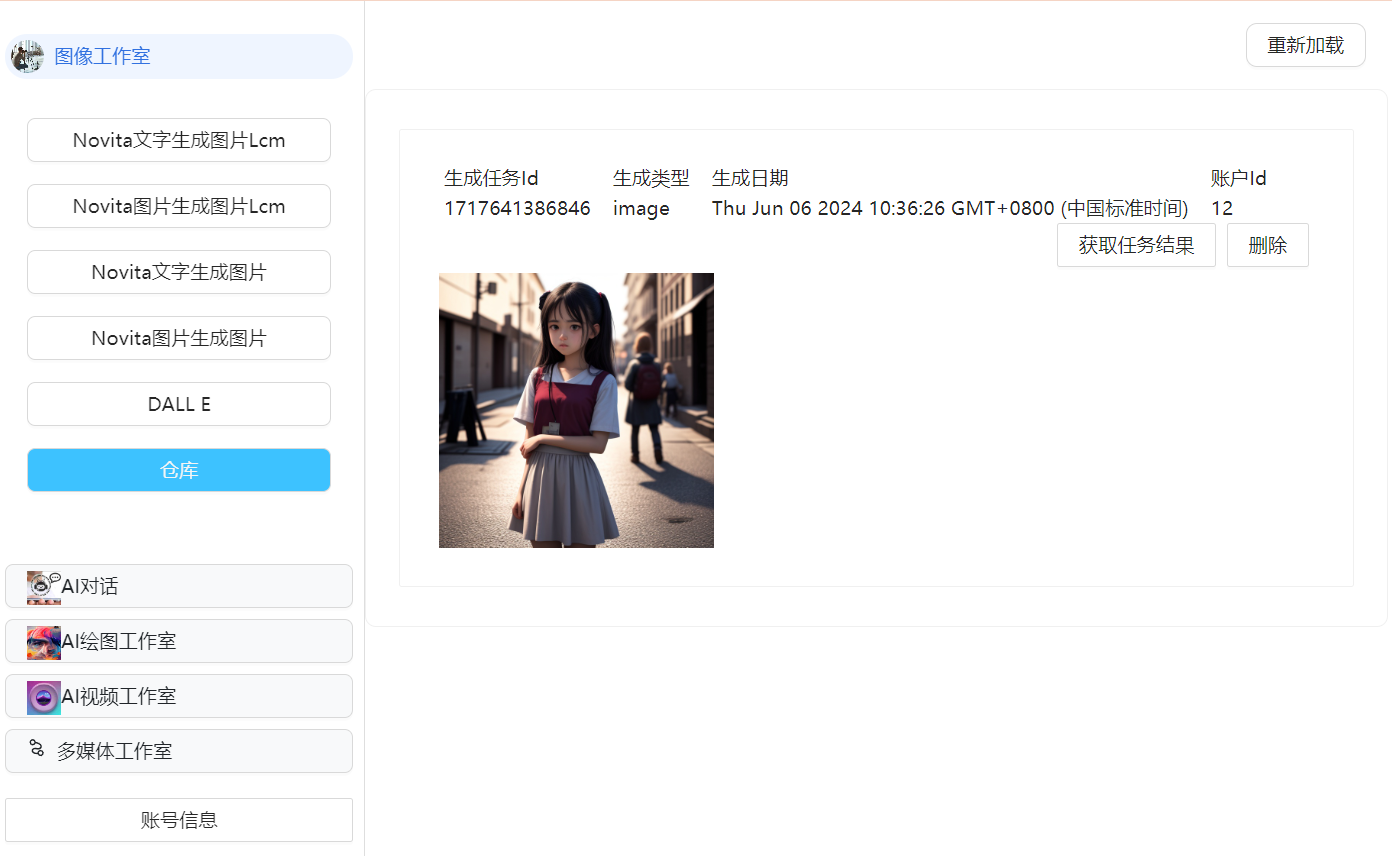 图像工作室
Novita文字生成图片Lcm
Novita图片生成图片Lcm
Novita文字生成图片
Novita图片生成图片
DALL E
仓库
AI对话
AI绘图工作室
AI视频工作室
多媒体工作室
账号信息
重新加载
生成任务Id 生成类型 生成日期 账户Id
1717641386846 image Thu Jun 06 2024 10:36:26 GMT+0800 (中国标准时间) 12
获取任务结果 删除